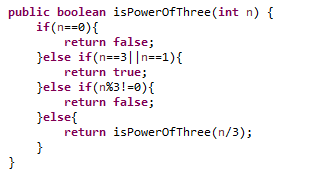 public boolean isPowerOfThree(int n) {
    if(n==0){
        return false;
    }else if(n==3||n==1){
        return true;
    }else if(n%3!=0){
        return false;
    }else{
        return isPowerOfThree(n/3);
    }
}